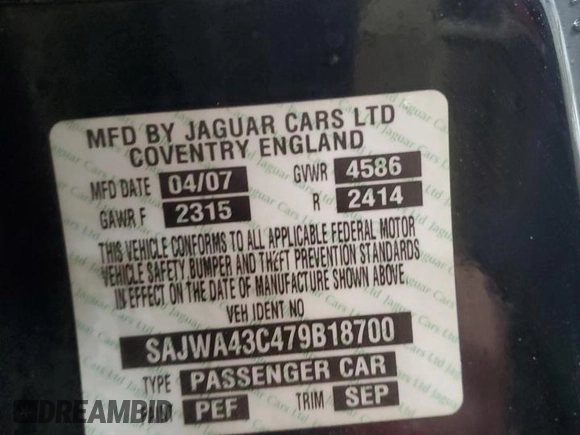 MFD BY JAGUAR CARS LTD
COVENTRY ENGLAND
MFD DATE 04/07 GVWR 4586
GAWR F 2315 R 2414
THIS VEHICLE CONFORMS TO ALL APPLICABLE FEDERAL MOTOR
VEHICLE SAFETY BUMPER AND THEFT PREVENTION STANDARDS
IN EFFECT ON THE DATE OF MANUFACTURE SHOWN ABOVE.
VEH IDENT NO
SAJWA43C479B18700
TYPE PASSENGER CAR
PAINT PEF TRIM SEP
DREAMBID